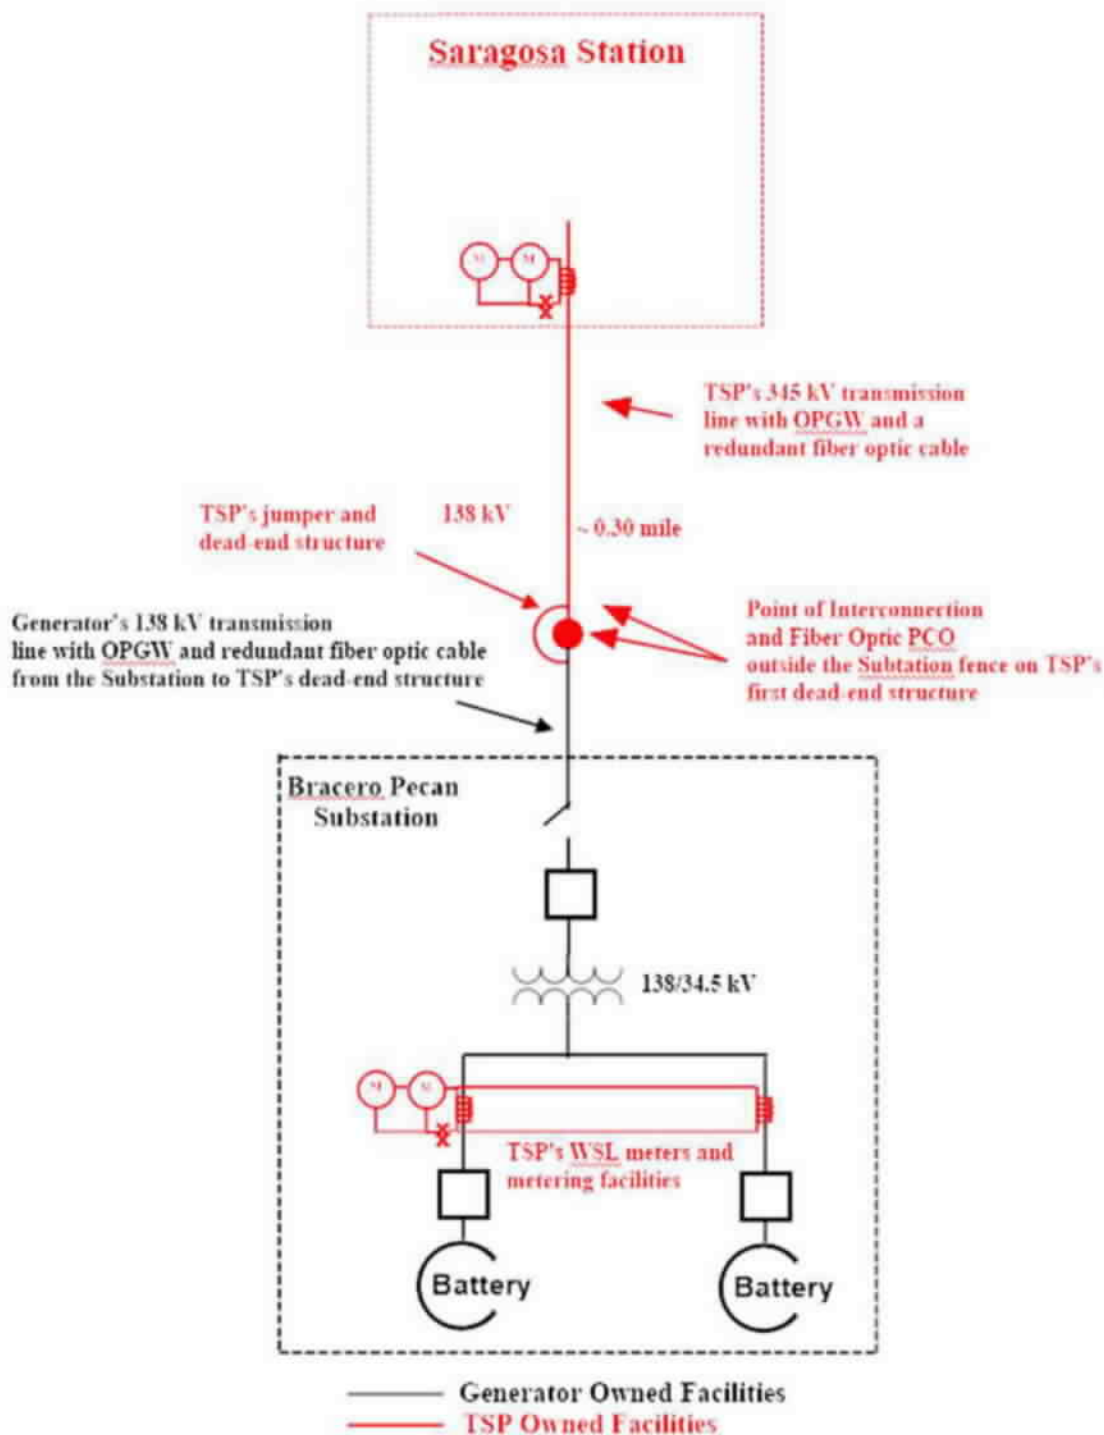 Saragosa Station
M
TSP's 345 kV transmission
line with OPGW and a
redundant fiber optic cable
TSP's jumper and
dead-end structure
138 kV
~ 0.30 mile
Generator's 138 kV transmission
line with OPGW and redundant fiber optic cable
from the Substation to TSP's dead-end structure
Point of Interconnection
and Fiber Optic PCO
outside the Subtation fence on TSP's
first dead-end structure
Bracero Pecan
Substation
138/34.5 kV
M
TSP's WSL meters and
metering facilities
Battery
Battery
Generator Owned Facilities
TSP Owned Facilities